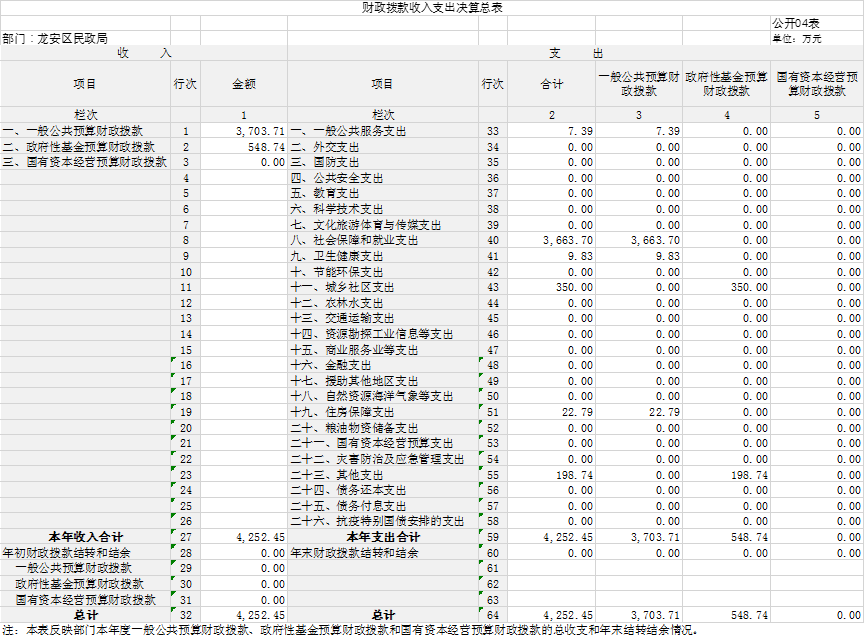 财政拨款收入支出决算总表
公开04表
部门：龙安区民政局 单位：万元
收 入 支 出
项目 行次 金额 项目 行次 合计 一般公共预算财政拨款 政府性基金预算财政拨款 国有资本经营预算财政拨款
栏次 1 栏次 2 3 4 5
一、一般公共预算财政拨款 1 3,703.71 一、一般公共服务支出 33 7.39 7.39 0.00 0.00
二、政府性基金预算财政拨款 2 548.74 二、外交支出 34 0.00 0.00 0.00 0.00
三、国有资本经营预算财政拨款 3 0.00 三、国防支出 35 0.00 0.00 0.00 0.00
4 四、公共安全支出 36 0.00 0.00 0.00 0.00
5 五、教育支出 37 0.00 0.00 0.00 0.00
6 六、科学技术支出 38 0.00 0.00 0.00 0.00
7 七、文化旅游体育与传媒支出 39 0.00 0.00 0.00 0.00
8 八、社会保障和就业支出 40 3,663.70 3,663.70 0.00 0.00
9 九、卫生健康支出 41 9.83 9.83 0.00 0.00
10 十、节能环保支出 42 0.00 0.00 0.00 0.00
11 十一、城乡社区支出 43 350.00 0.00 350.00 0.00
12 十二、农林水支出 44 0.00 0.00 0.00 0.00
13 十三、交通运输支出 45 0.00 0.00 0.00 0.00
14 十四、资源勘探工业信息等支出 46 0.00 0.00 0.00 0.00
15 十五、商业服务业等支出 47 0.00 0.00 0.00 0.00
16 十六、金融支出 48 0.00 0.00 0.00 0.00
17 十七、援助其他地区支出 49 0.00 0.00 0.00 0.00
18 十八、自然资源海洋气象等支出 50 0.00 0.00 0.00 0.00
19 十九、住房保障支出 51 22.79 22.79 0.00 0.00
20 二十、粮油物资储备支出 52 0.00 0.00 0.00 0.00
21 二十一、国有资本经营预算支出 53 0.00 0.00 0.00 0.00
22 二十二、灾害防治及应急管理支出 54 0.00 0.00 0.00 0.00
23 二十三、其他支出 55 198.74 0.00 198.74 0.00
24 二十四、债务还本支出 56 0.00 0.00 0.00 0.00
25 二十五、债务付息支出 57 0.00 0.00 0.00 0.00
26 二十六、抗疫特别国债安排的支出 58 0.00 0.00 0.00 0.00
本年收入合计 27 4,252.45 本年支出合计 59 4,252.45 3,703.71 548.74 0.00
年初财政拨款结转和结余 28 0.00 年末财政拨款结转和结余 60 0.00 0.00 0.00 0.00
一般公共预算财政拨款 29 0.00 61
政府性基金预算财政拨款 30 0.00 62
国有资本经营预算财政拨款 31 0.00 63
总计 32 4,252.45 总计 64 4,252.45 3,703.71 548.74 0.00
注：本表反映部门本年度一般公共预算财政拨款、政府性基金预算财政拨款和国有资本经营预算财政拨款的总收支和年末结转结余情况。